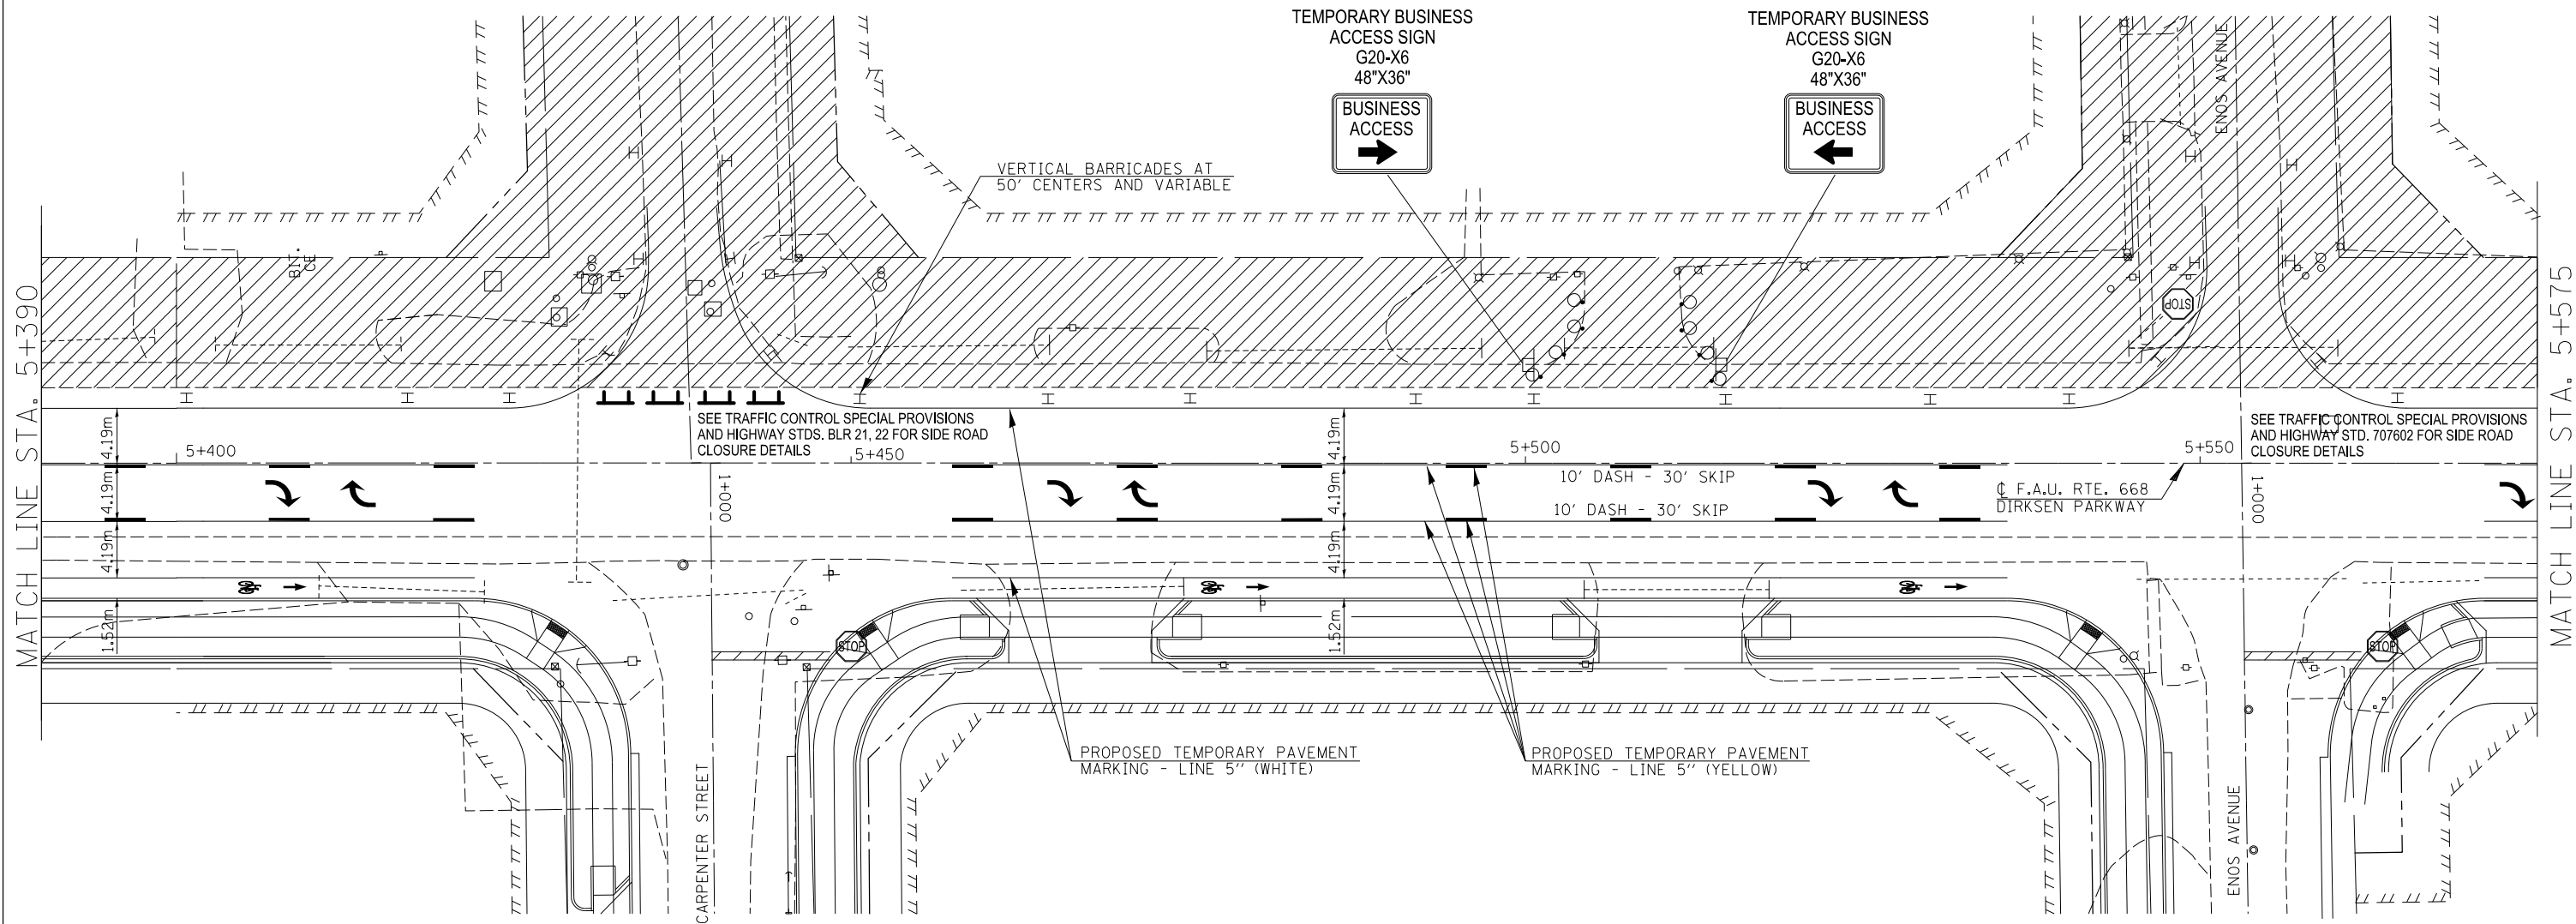 TEMPORARY BUSINESS
ACCESS SIGN
G20-X6
48"X36"
BUSINESS
ACCESS
TEMPORARY BUSINESS
ACCESS SIGN
G20-X6
48"X36"
BUSINESS
ACCESS
ENOS AVENUE
VERTICAL BARRICADES AT
50' CENTERS AND VARIABLE
BIT.
CE
STOP
MATCH LINE STA. 5+390
MATCH LINE STA. 5+575
SEE TRAFFIC CONTROL SPECIAL PROVISIONS
AND HIGHWAY STDS. BLR 21, 22 FOR SIDE ROAD
CLOSURE DETAILS
SEE TRAFFIC CONTROL SPECIAL PROVISIONS
AND HIGHWAY STD. 707602 FOR SIDE ROAD
CLOSURE DETAILS
4.19m
4.19m
4.19m
1.52m
4.19m
4.19m
4.19m
1.52m
5+400
5+450
5+500
5+550
1+000
1+000
10' DASH - 30' SKIP
10' DASH - 30' SKIP
℄ F.A.U. RTE. 668
DIRKSEN PARKWAY
STOP
STOP
PROPOSED TEMPORARY PAVEMENT
MARKING - LINE 5'' (WHITE)
PROPOSED TEMPORARY PAVEMENT
MARKING - LINE 5'' (YELLOW)
CARPENTER STREET
ENOS AVENUE